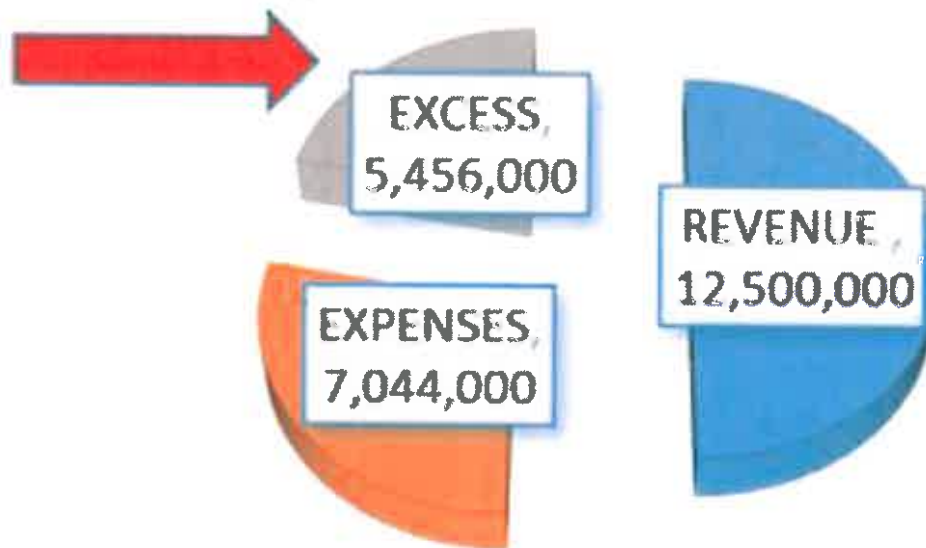 EXCESS,
5,456,000
REVENUE ,
12,500,000
EXPENSES,
7,044,000